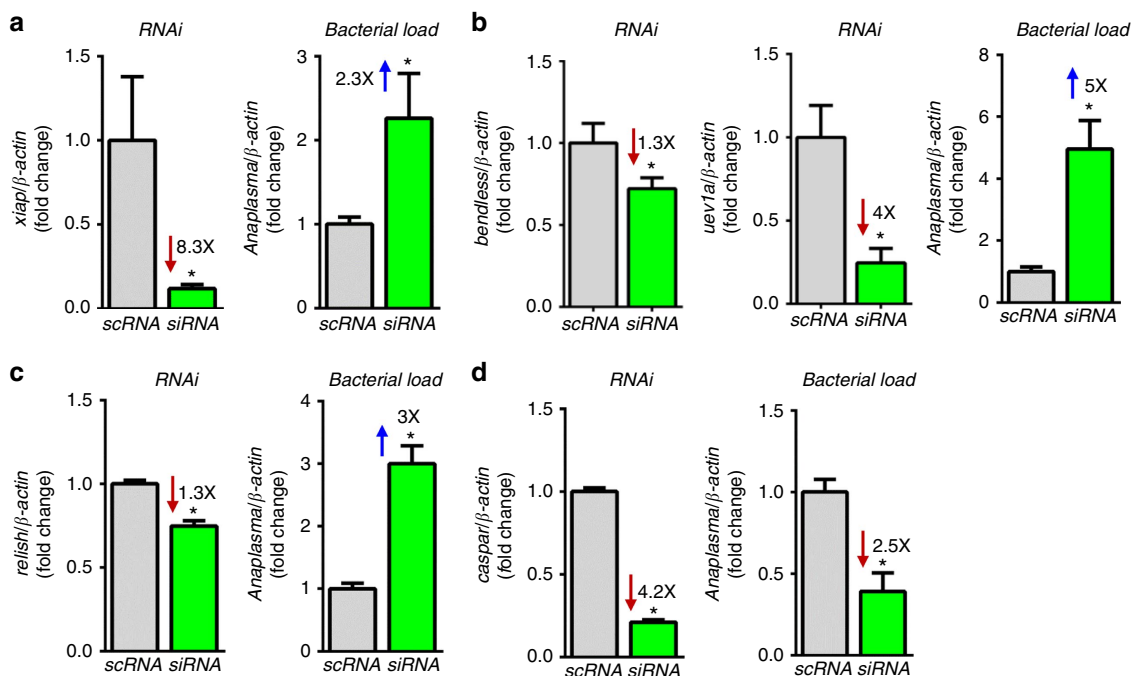 a
RNAi
xiap/β-actin
(fold change)
1.5
1.0
0.5
0.0
8.3X
*
scRNA siRNA
Bacterial load
Anaplasma/β-actin
(fold change)
3
2
1
0
2.3X
*
scRNA siRNA
b
RNAi
bendless/β-actin
(fold change)
1.5
1.0
0.5
0.0
1.3X
*
scRNA siRNA
RNAi
uev1a/β-actin
(fold change)
1.5
1.0
0.5
0.0
4X
*
scRNA siRNA
Bacterial load
Anaplasma/β-actin
(fold change)
8
6
4
2
0
5X
*
scRNA siRNA
c
RNAi
relish/β-actin
(fold change)
1.5
1.0
0.5
0.0
1.3X
*
scRNA siRNA
Bacterial load
Anaplasma/β-actin
(fold change)
4
3
2
1
0
3X
*
scRNA siRNA
d
RNAi
caspar/β-actin
(fold change)
1.5
1.0
0.5
0.0
4.2X
*
scRNA siRNA
Bacterial load
Anaplasma/β-actin
(fold change)
1.5
1.0
0.5
0.0
2.5X
*
scRNA siRNA